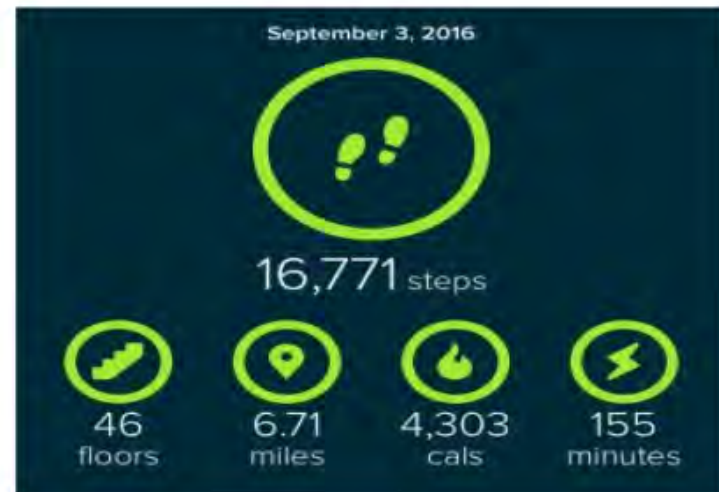 September 3, 2016
16,771 steps
46 6.71 4,303 155
floors miles cals minutes